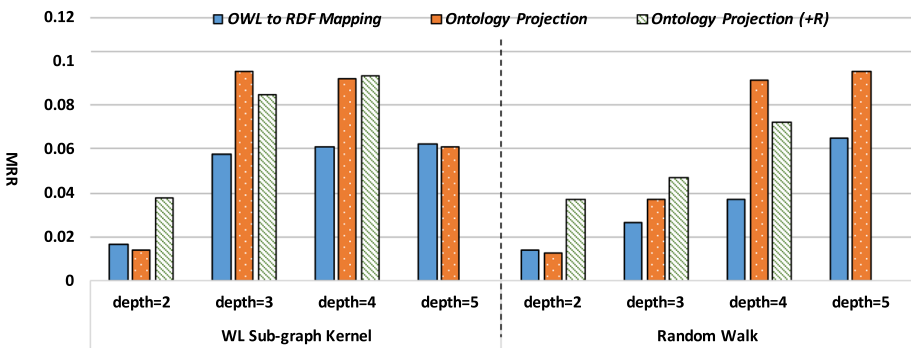 OWL to RDF Mapping Ontology Projection Ontology Projection (+R)
0.12
0.1
0.08
0.06
0.04
0.02
0
MRR
depth=2 depth=3 depth=4 depth=5 depth=2 depth=3 depth=4 depth=5
WL Sub-graph Kernel Random Walk